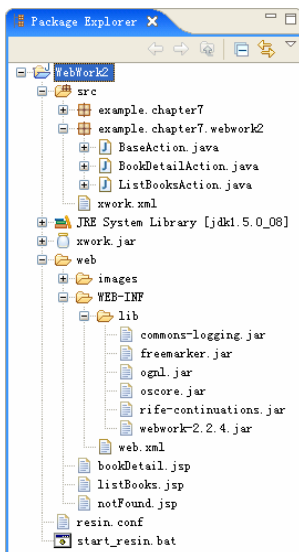 Package Explorer
WebWork2
src
example.chapter7
example.chapter7.webwork2
BaseAction.java
BookDetailAction.java
ListBooksAction.java
xwork.xml
JRE System Library [jdk1.5.0_08]
xwork.jar
web
images
WEB-INF
lib
commons-logging.jar
freemarker.jar
ognl.jar
oscore.jar
rife-continuations.jar
webwork-2.2.4.jar
web.xml
bookDetail.jsp
listBooks.jsp
notFound.jsp
resin.conf
start_resin.bat